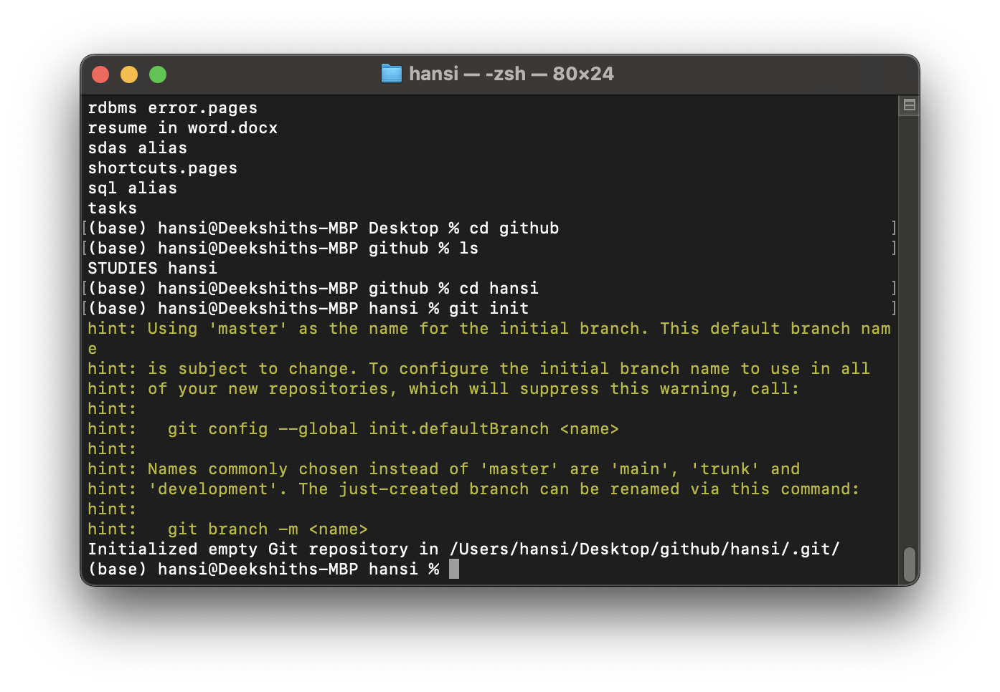 hansi — -zsh — 80×24
rdbms error.pages
resume in word.docx
sdas alias
shortcuts.pages
sql alias
tasks
[(base) hansi@Deekshiths-MBP Desktop % cd github ]
[(base) hansi@Deekshiths-MBP github % ls ]
STUDIES hansi
[(base) hansi@Deekshiths-MBP github % cd hansi ]
[(base) hansi@Deekshiths-MBP hansi % git init ]
hint: Using 'master' as the name for the initial branch. This default branch nam
e
hint: is subject to change. To configure the initial branch name to use in all
hint: of your new repositories, which will suppress this warning, call:
hint:
hint:   git config --global init.defaultBranch <name>
hint:
hint: Names commonly chosen instead of 'master' are 'main', 'trunk' and
hint: 'development'. The just-created branch can be renamed via this command:
hint:
hint:   git branch -m <name>
Initialized empty Git repository in /Users/hansi/Desktop/github/hansi/.git/
(base) hansi@Deekshiths-MBP hansi %